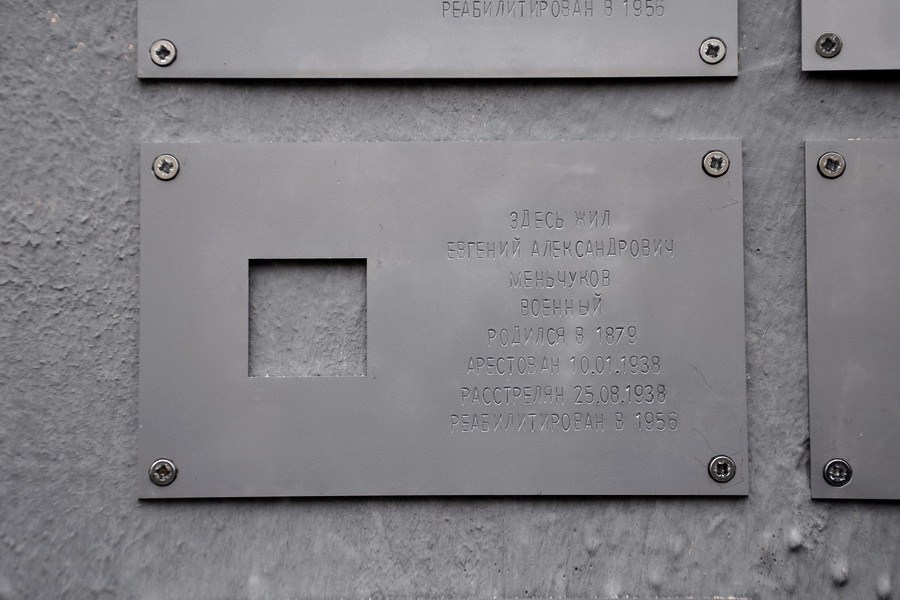 РЕАБИЛИТИРОВАН В 1956
ЗДЕСЬ ЖИЛ
ЕВГЕНИЙ АЛЕКСАНДРОВИЧ
МЕНЬЧУКОВ
ВОЕННЫЙ
РОДИЛСЯ В 1879
АРЕСТОВАН 10.01.1938
РАССТРЕЛЯН 25.08.1938
РЕАБИЛИТИРОВАН В 1956